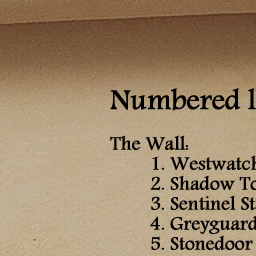 Numbered l
The Wall:
1. Westwatch
2. Shadow To
3. Sentinel St
4. Greyguard
5. Stonedoor